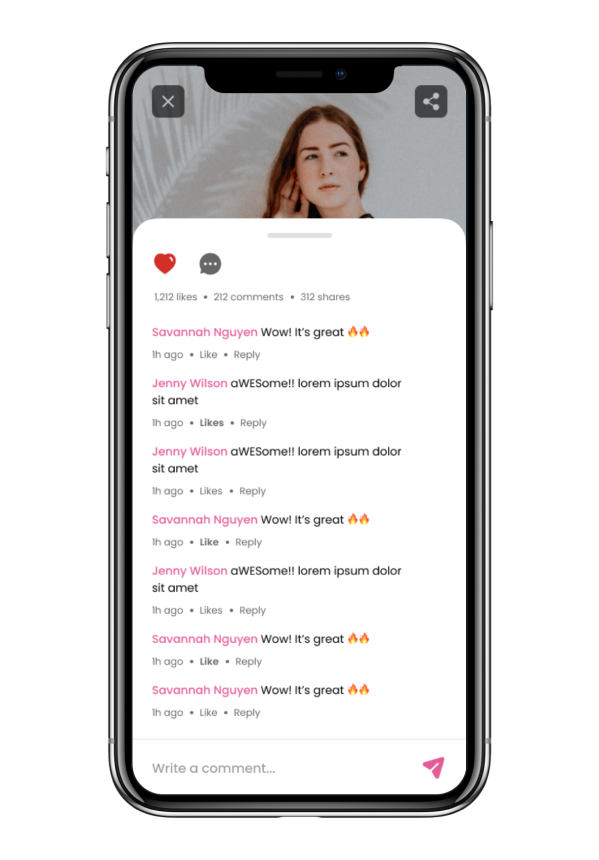 1,212 likes • 212 comments • 312 shares
Savannah Nguyen Wow! It's great 🔥🔥
1h ago • Like • Reply
Jenny Wilson aWESome!! lorem ipsum dolor
sit amet
1h ago • Likes • Reply
Jenny Wilson aWESome!! lorem ipsum dolor
sit amet
1h ago • Likes • Reply
Savannah Nguyen Wow! It's great 🔥🔥
1h ago • Like • Reply
Jenny Wilson aWESome!! lorem ipsum dolor
sit amet
1h ago • Likes • Reply
Savannah Nguyen Wow! It's great 🔥🔥
1h ago • Like • Reply
Savannah Nguyen Wow! It's great 🔥🔥
1h ago • Like • Reply
Write a comment...